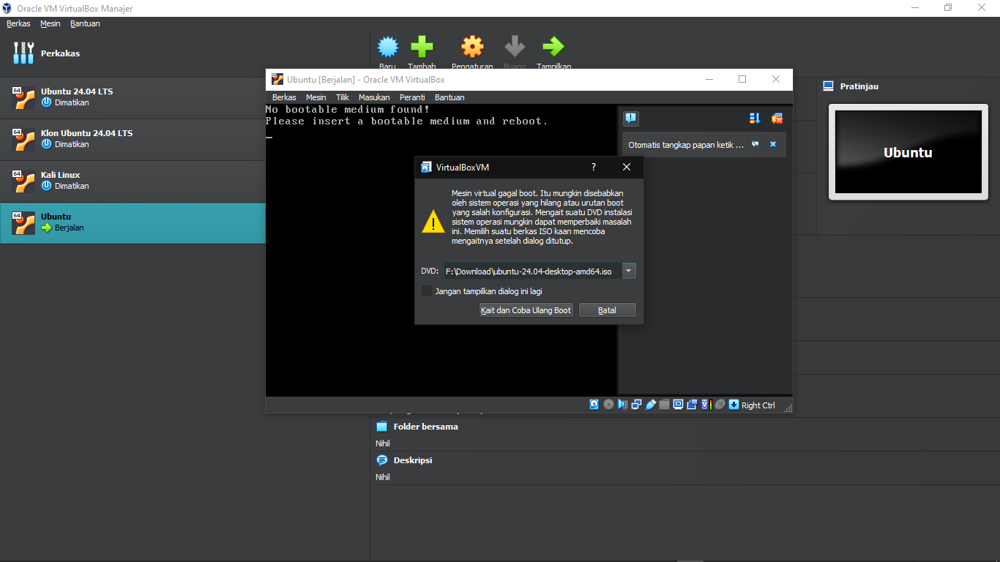 Oracle VM VirtualBox Manajer
Berkas Mesin Bantuan
Perkakas
Baru Tambah Pengaturan Buang Tampilkan
64
Ubuntu 24.04 LTS
Dimatikan
64
Klon Ubuntu 24.04 LTS
Dimatikan
64
Kali Linux
Dimatikan
64
Ubuntu
Berjalan
Ubuntu [Berjalan] - Oracle VM VirtualBox
Berkas Mesin Tilik Masukan Peranti Bantuan
No bootable medium found!
Please insert a bootable medium and reboot.
Otomatis tangkap papan ketik ...
VirtualBoxVM
?
Mesin virtual gagal boot. Itu mungkin disebabkan
oleh sistem operasi yang hilang atau urutan boot
yang salah konfigurasi. Mengait suatu DVD instalasi
sistem operasi mungkin dapat memperbaiki masalah
ini. Memilih suatu berkas ISO kaan mencoba
mengaitnya setelah dialog ditutup.
DVD: F:\Download\ubuntu-24.04-desktop-amd64.iso
Jangan tampilkan dialog ini lagi
Kait dan Coba Ulang Boot
Batal
Right Ctrl
Pratinjau
Ubuntu
Folder bersama
Nihil
Deskripsi
Nihil